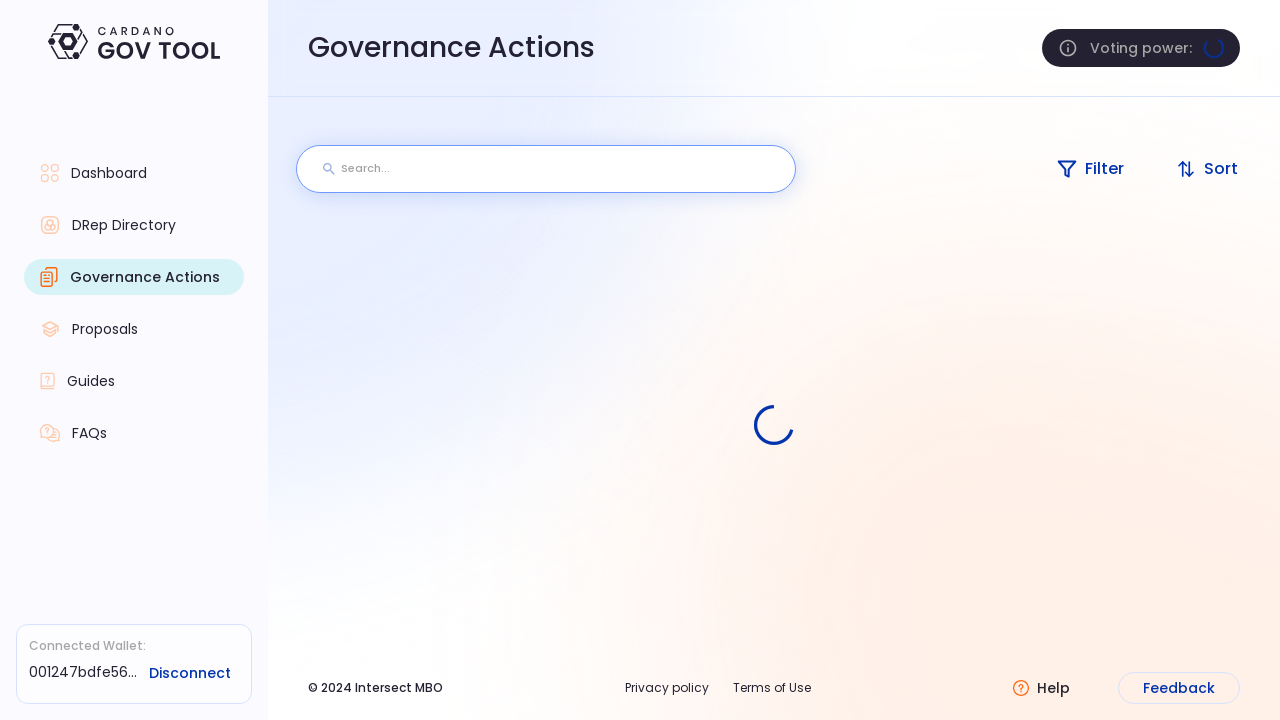 CARDANO
GOV TOOL
Governance Actions
Voting power:
Search...
Filter
Sort
Dashboard
DRep Directory
Governance Actions
Proposals
Guides
FAQs
Connected Wallet:
001247bdfe56...
Disconnect
© 2024 Intersect MBO
Privacy policy
Terms of Use
Help
Feedback